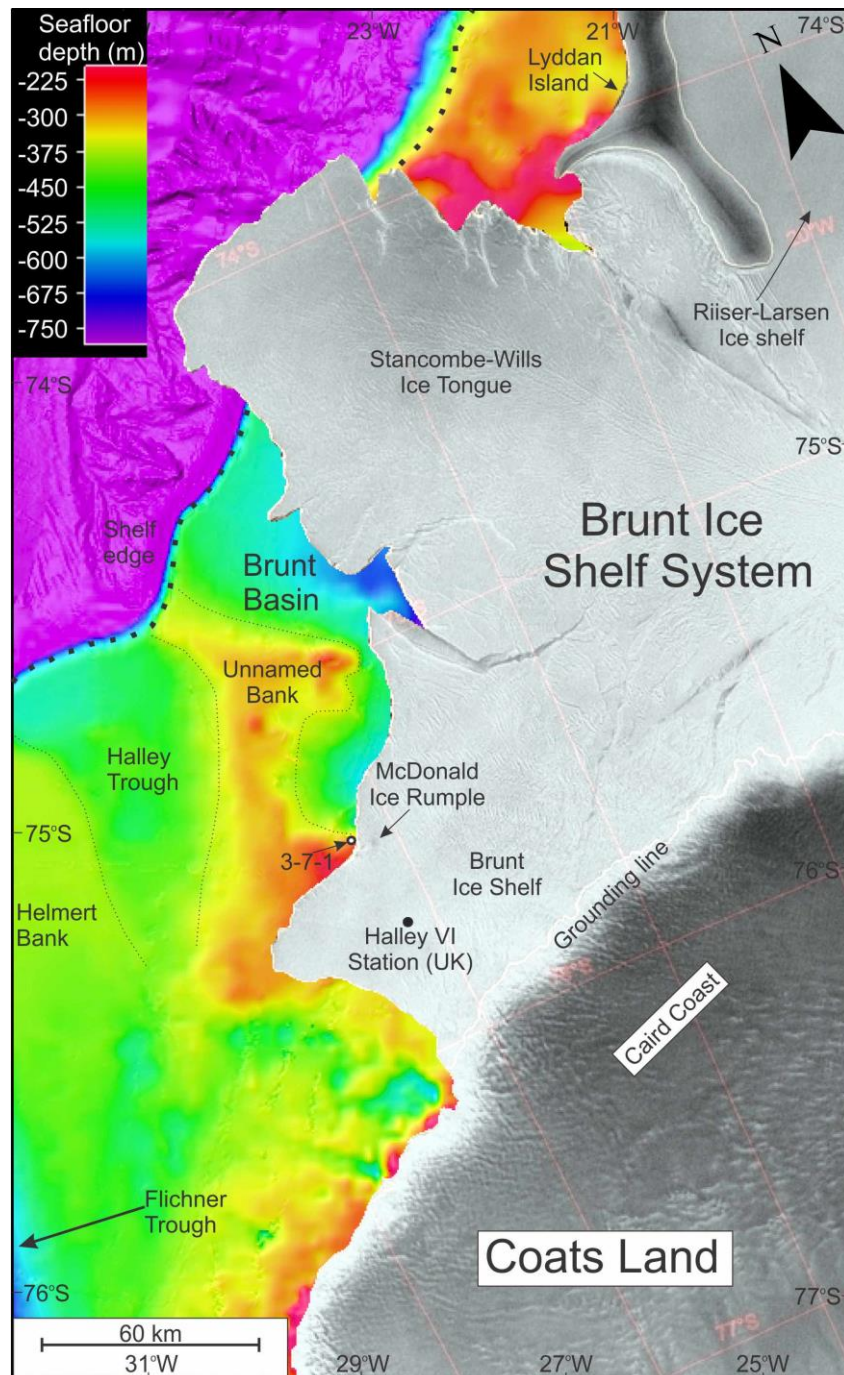 Seafloor
depth (m)
-225
-300
-375
-450
-525
-600
-675
-750
23°W
21°W
74°S
N
Lyddan
Island
74°S
20°W
Riiser-Larsen
Ice shelf
Stancombe-Wills
Ice Tongue
74°S
75°S
Shelf
edge
Brunt
Basin
Brunt Ice
Shelf System
Unnamed
Bank
Halley
Trough
McDonald
Ice Rumple
75°S
3-7-1
Brunt
Ice Shelf
76°S
Helmert
Bank
Halley VI
Station (UK)
Grounding line
Caird Coast
Flichner
Trough
Coats Land
76°S
77°S
77°S
60 km
31°W
29°W
27°W
25°W